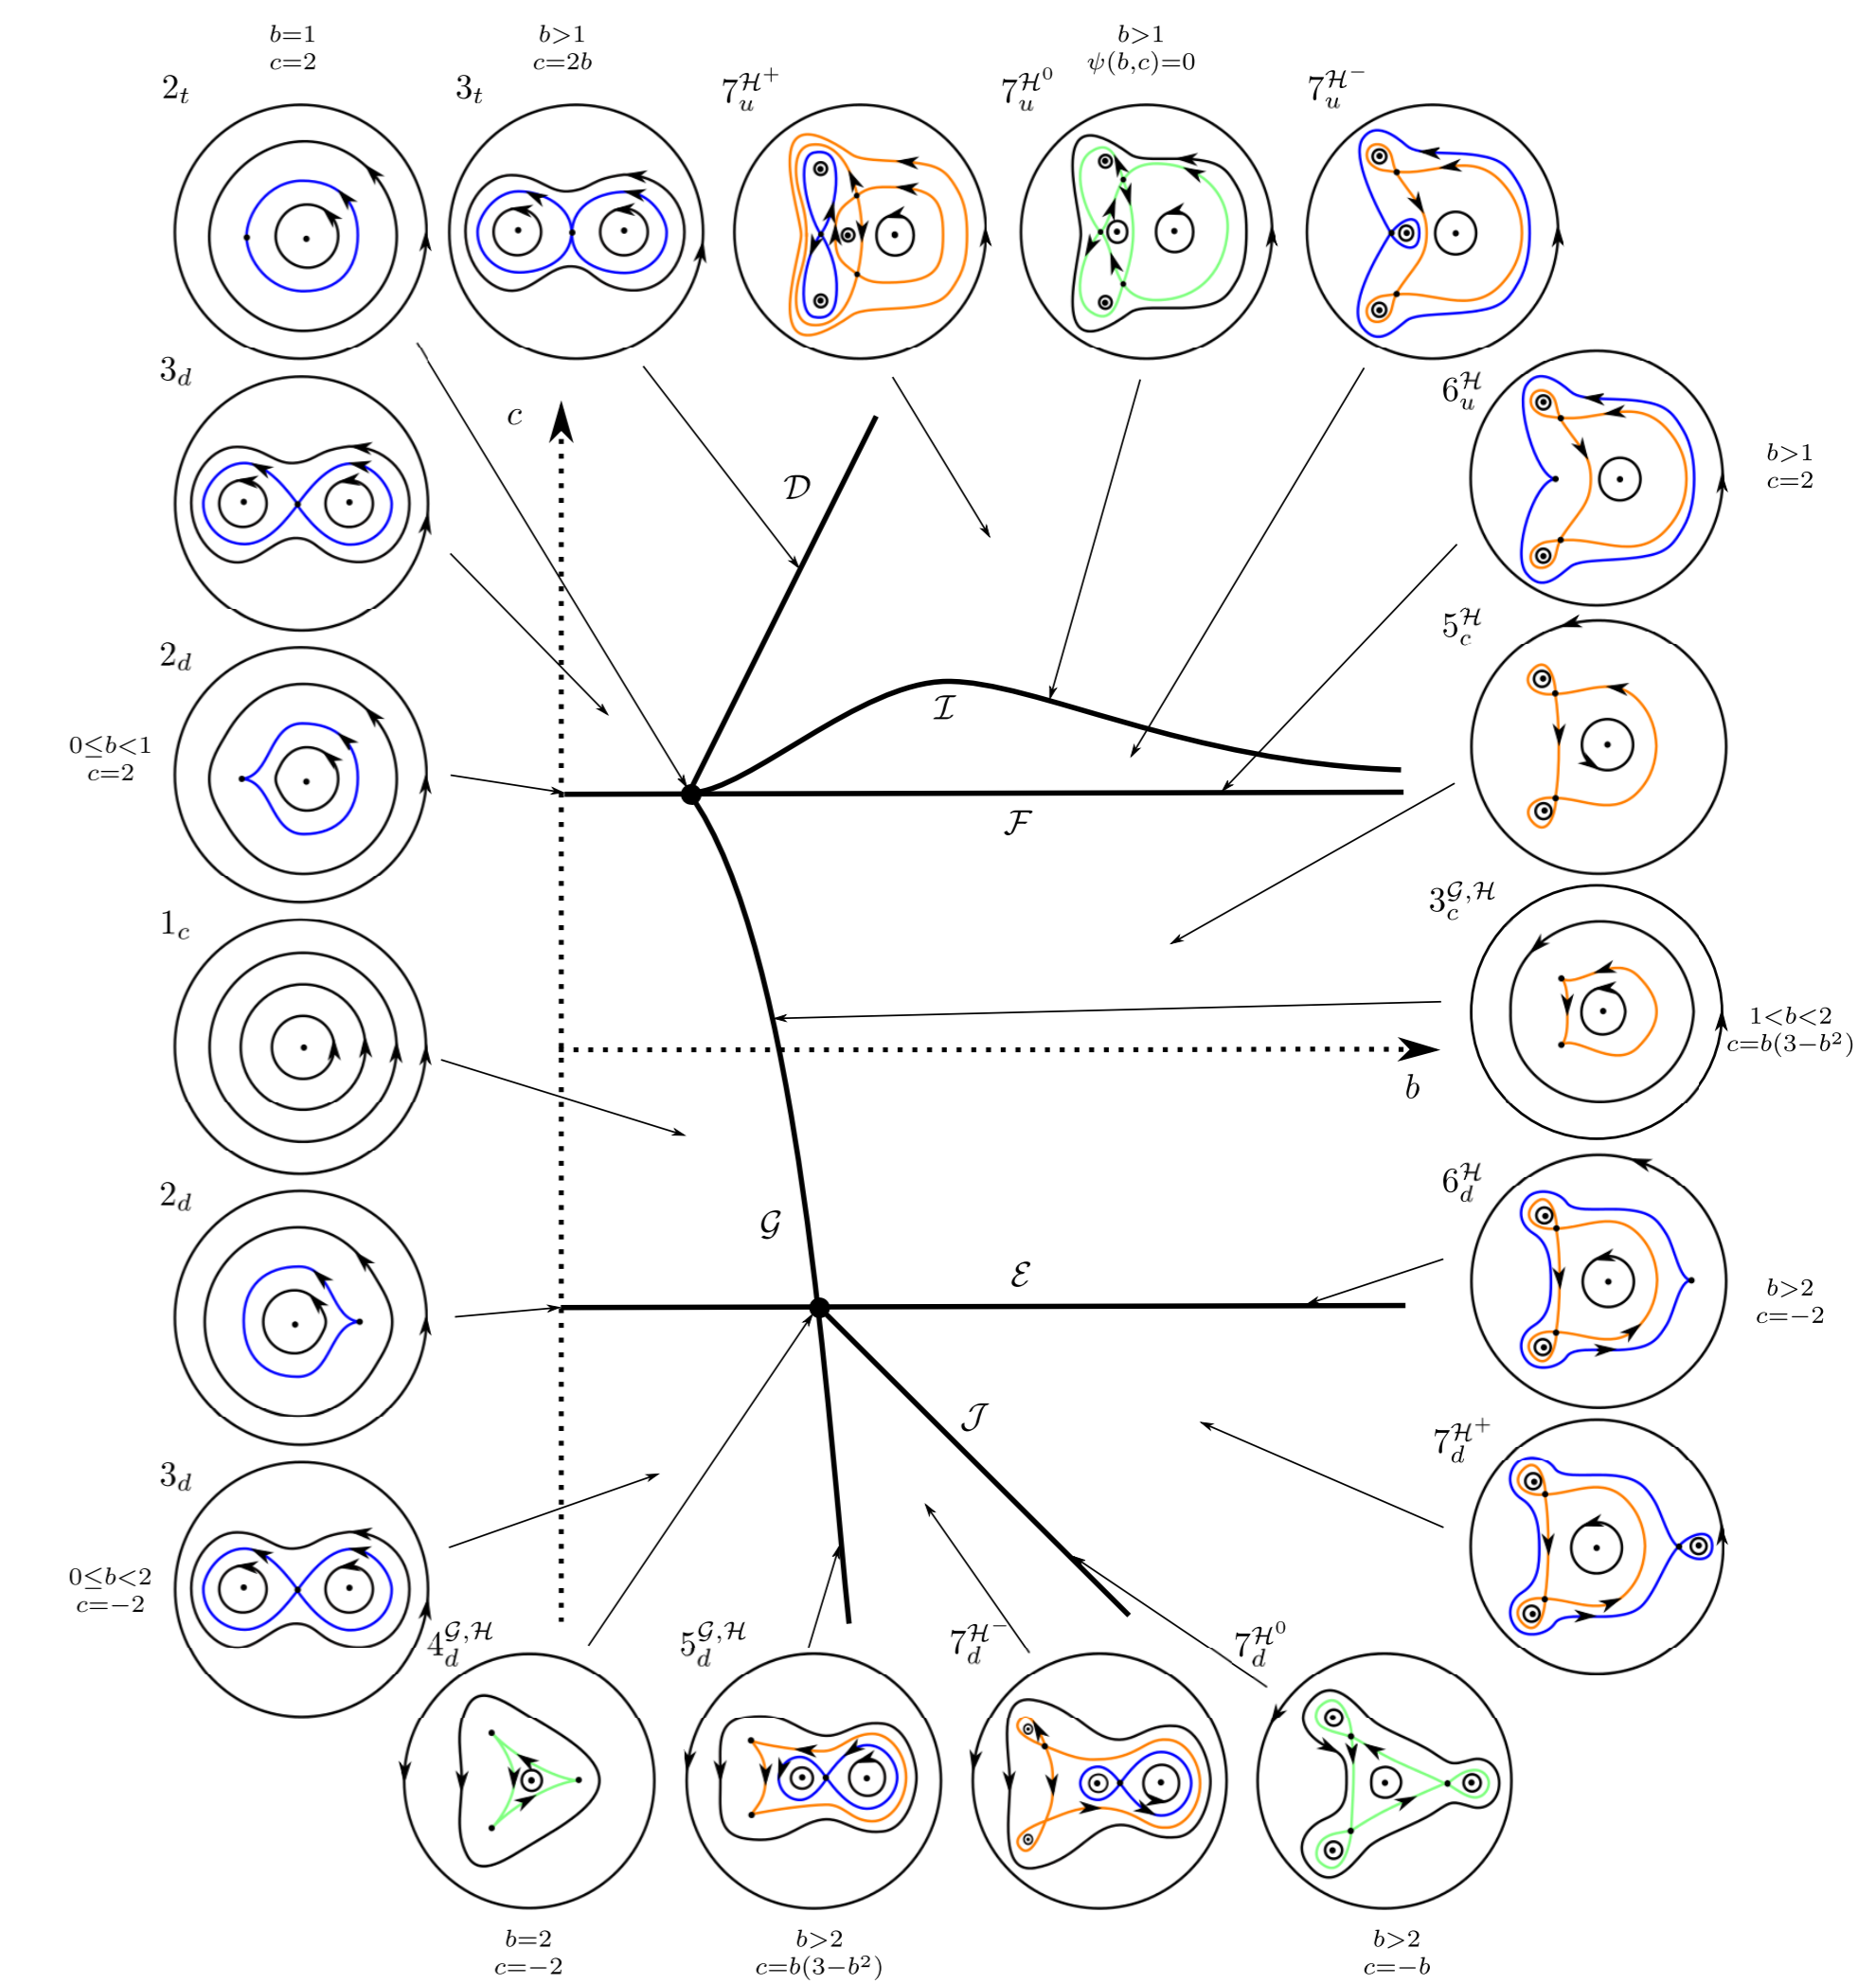 b=1
c=2
b>1
c=2b
b>1
ψ(b,c)=0
2_t
3_t
7_u^{ℋ^+}
7_u^{ℋ^0}
7_u^{ℋ^-}
3_d
6_u^ℋ
c
b>1
c=2
𝒟
2_d
5_c^ℋ
ℐ
0≤b<1
c=2
ℱ
1_c
3_c^{𝒢,ℋ}
1<b<2
c=b(3−b²)
b
2_d
6_d^ℋ
𝒢
ℰ
b>2
c=−2
𝒥
3_d
7_d^{ℋ^+}
0≤b<2
c=−2
4_d^{𝒢,ℋ}
5_d^{𝒢,ℋ}
7_d^{ℋ^-}
7_d^{ℋ^0}
b=2
c=−2
b>2
c=b(3−b²)
b>2
c=−b